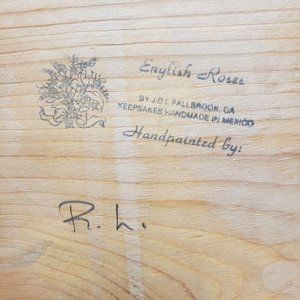 English Roses
BY J.D.I. FALLBROOK, CA
KEEPSAKES HANDMADE IN MEXICO
Handpainted by:
R. L.